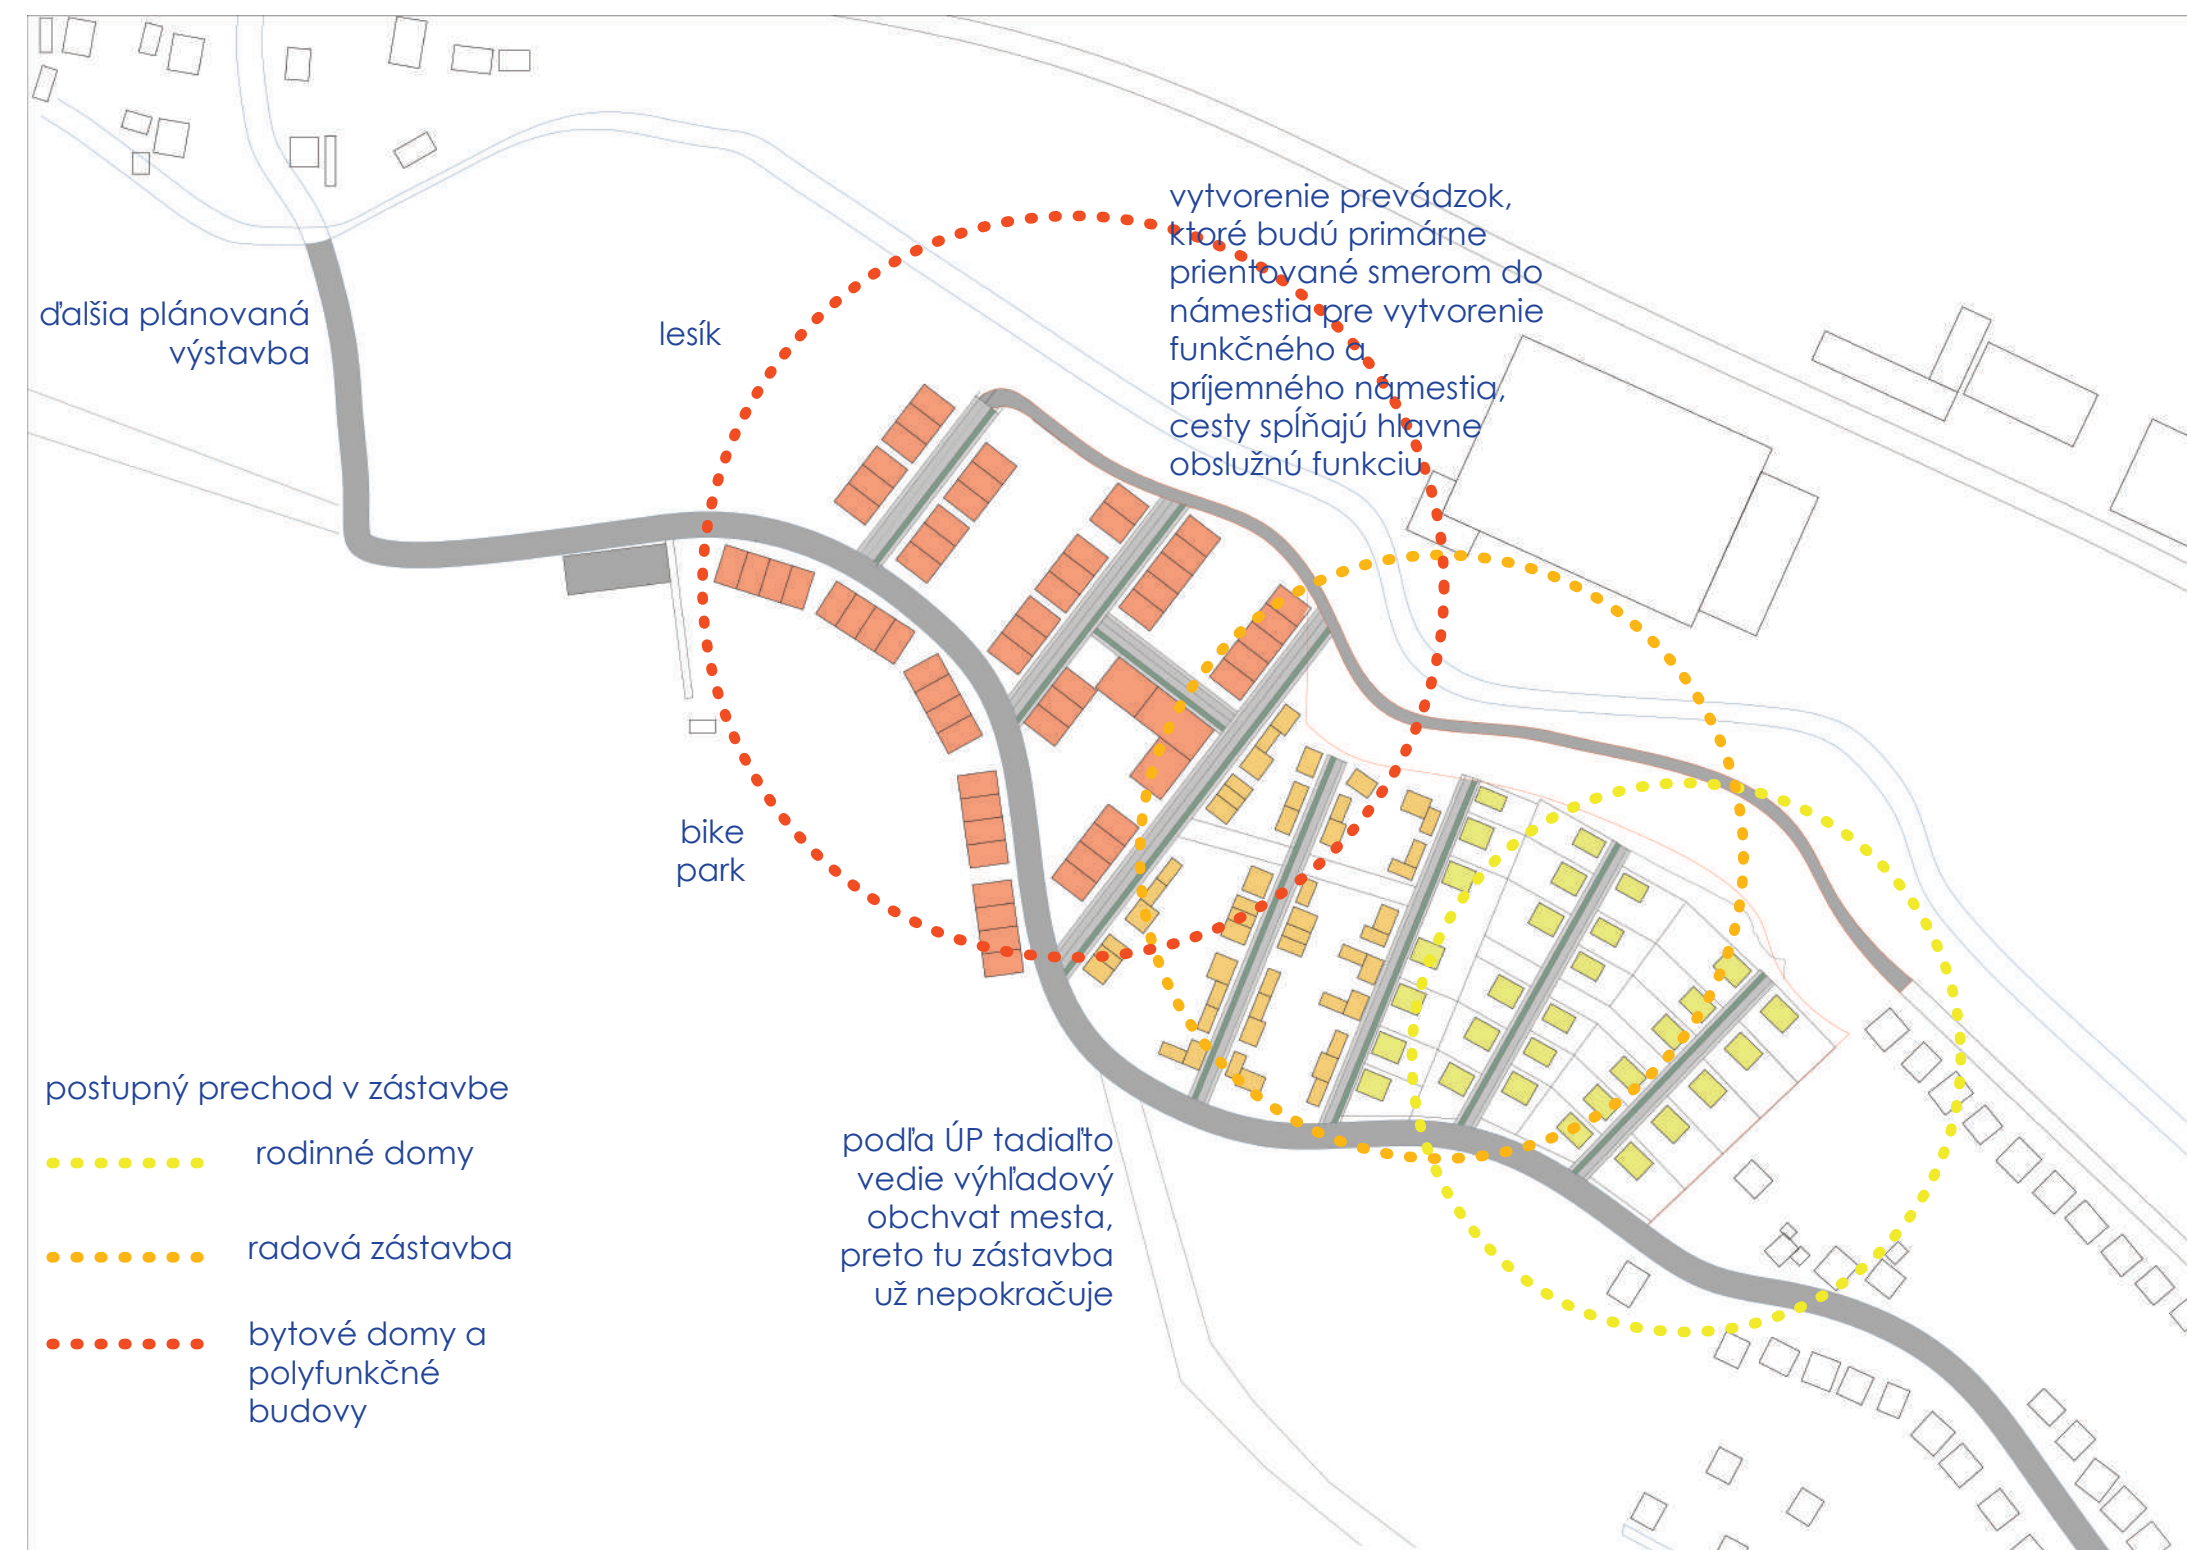 vytvorenie prevádzok,
ktoré budú primárne
prientované smerom do
námestia pre vytvorenie
funkčného a
príjemného námestia,
cesty spĺňajú hlavne
obslužnú funkciu
ďalšia plánovaná
výstavba
lesík
bike
park
postupný prechod v zástavbe
rodinné domy
radová zástavba
bytové domy a
polyfunkčné
budovy
podľa ÚP tadiaľto
vedie výhľadový
obchvat mesta,
preto tu zástavba
už nepokračuje